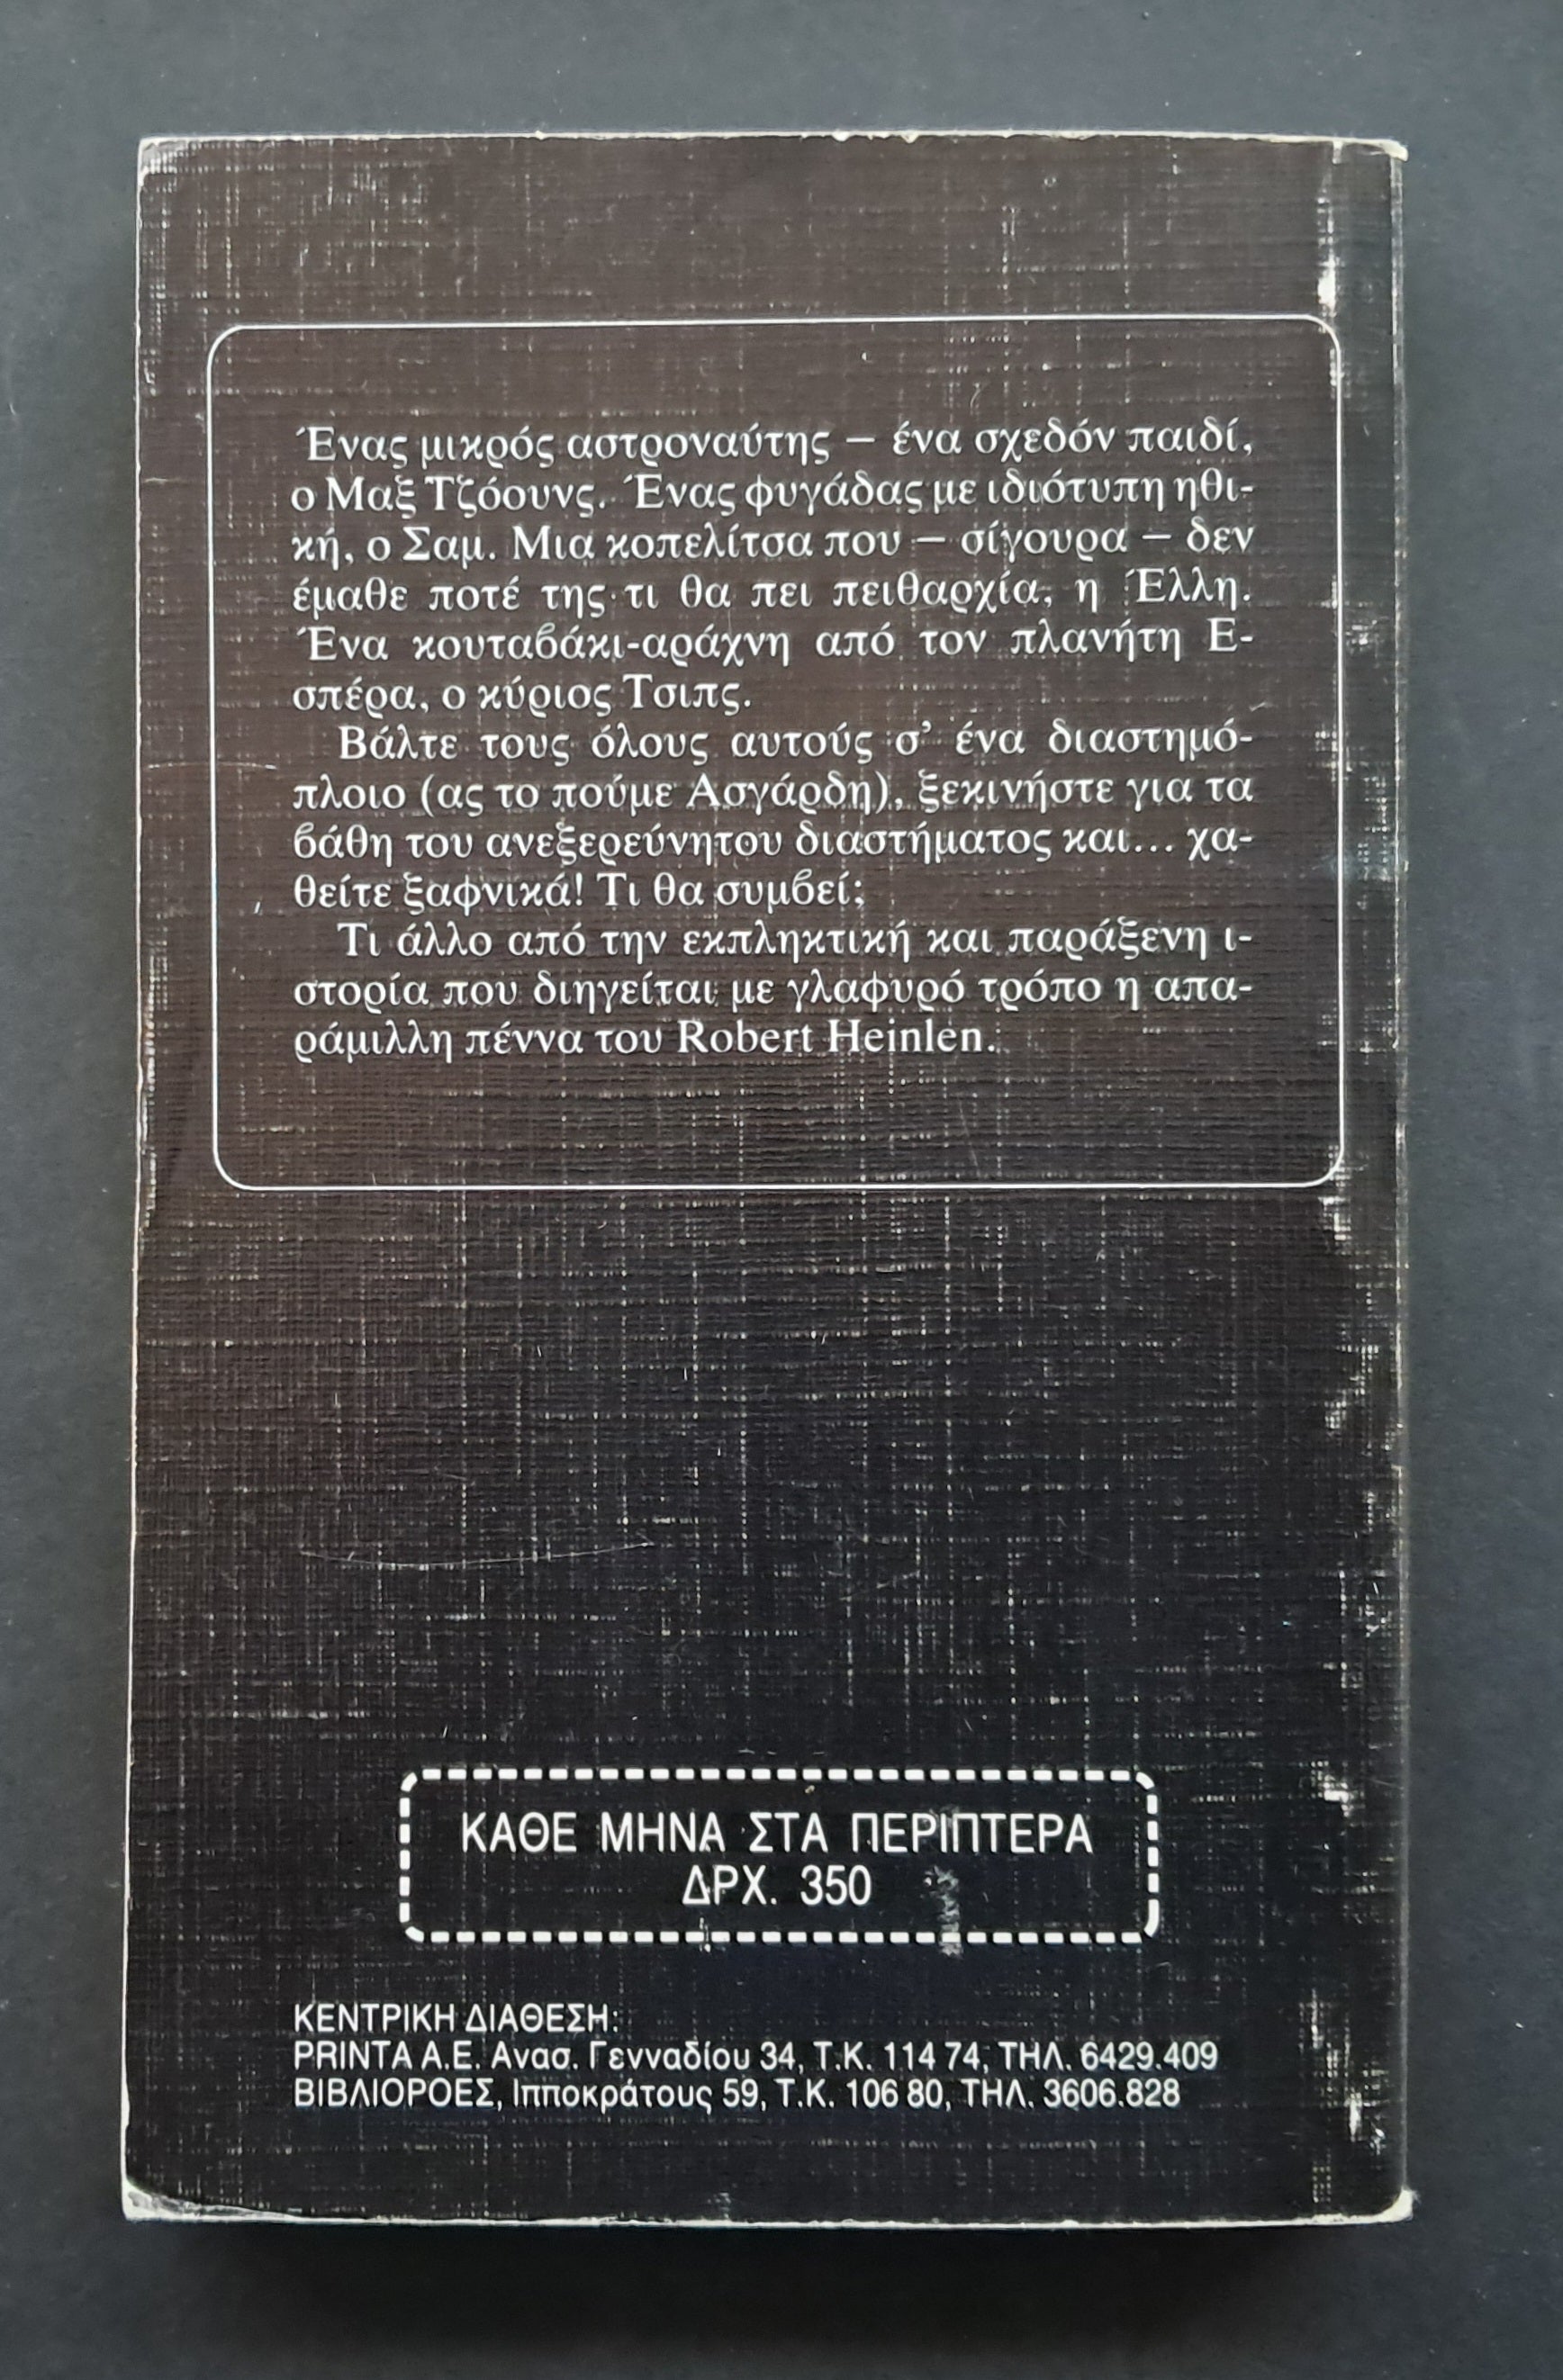 Ένας μικρός αστροναύτης – ένα σχεδόν παιδί,
ο Μαξ Τζόουνς. Ένας φυγάδας με ιδιότυπη ηθι-
κή, ο Σαμ. Μια κοπελίτσα που – σίγουρα – δεν
έμαθε ποτέ της τι θα πει πειθαρχία, η Έλλη.
Ένα κουταβάκι-αράχνη από τον πλανήτη Ε-
σπέρα, ο κύριος Τσιπς.
Βάλτε τους όλους αυτούς σ’ ένα διαστημό-
πλοιο (ας το πούμε Ασγάρδη), ξεκινήστε για τα
βάθη του ανεξερεύνητου διαστήματος και... χα-
θείτε ξαφνικά! Τι θα συμβεί;
Τι άλλο από την εκπληκτική και παράξενη ι-
στορία που διηγείται με γλαφυρό τρόπο η απα-
ράμιλλη πέννα του Robert Heinlen.
ΚΑΘΕ ΜΗΝΑ ΣΤΑ ΠΕΡΙΠΤΕΡΑ
ΔΡΧ. 350
ΚΕΝΤΡΙΚΗ ΔΙΑΘΕΣΗ:
PRINTA A.E. Ανασ. Γενναδίου 34, Τ.Κ. 114 74, ΤΗΛ. 6429.409
ΒΙΒΛΙΟΡΟΕΣ, Ιπποκράτους 59, Τ.Κ. 106 80, ΤΗΛ. 3606.828